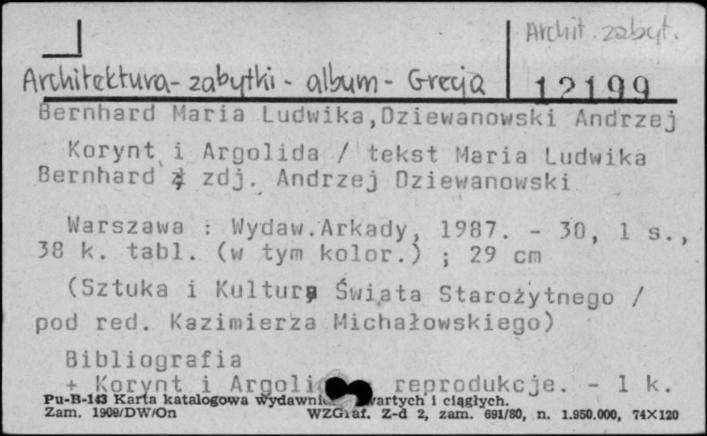 Archit. zabyt.
Architektura - zabytki - album - Grecja
12199
Bernhard Maria Ludwika,Dziewanowski Andrzej
Korynt i Argolida / tekst Maria Ludwika
Bernhard ; zdj. Andrzej Dziewanowski
Warszawa : Wydaw.Arkady, 1987. - 30, 1 s.,
38 k. tabl. (w tym kolor.) ; 29 cm
(Sztuka i Kultura Świata Starożytnego /
pod red. Kazimierza Michałowskiego)
Bibliografia
+ Korynt i Argoli reprodukcje. - 1 k.
Pu-B-143 Karta katalogowa wydawni wartych i ciągłych.
Zam. 1909/DW/On WZGraf. Z-d 2, zam. 691/80, n. 1.950.000, 74×120